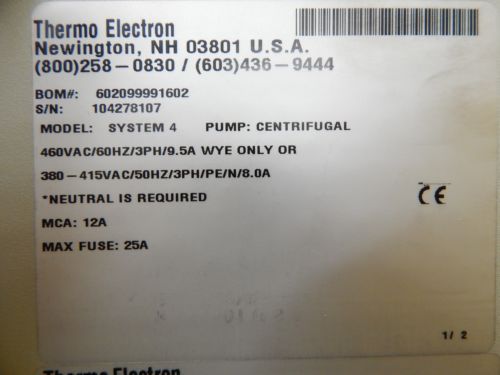 Thermo Electron
Newington, NH 03801 U.S.A.
(800)258-0830 / (603)436-9444
BOM#: 602099991602
S/N: 104278107
MODEL: SYSTEM 4 PUMP: CENTRIFUGAL
460VAC/60HZ/3PH/9.5A WYE ONLY OR
380-415VAC/50HZ/3PH/PE/N/8.0A
*NEUTRAL IS REQUIRED
CE
MCA: 12A
MAX FUSE: 25A
1/ 2
Thermo Electron